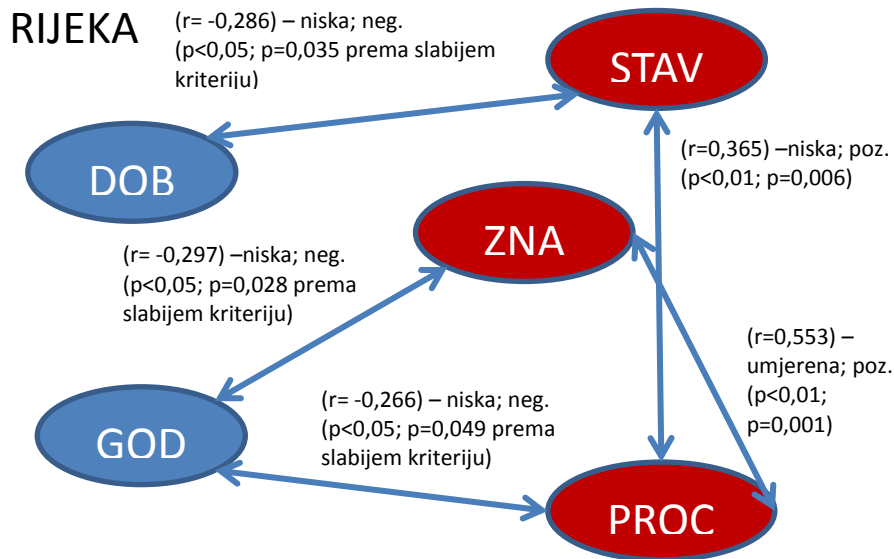 RIJEKA
(r= -0,286) – niska; neg.
(p<0,05; p=0,035 prema slabijem
kriteriju)
STAV
DOB
(r=0,365) –niska; poz.
(p<0,01; p=0,006)
ZNA
(r= -0,297) –niska; neg.
(p<0,05; p=0,028 prema
slabijem kriteriju)
(r=0,553) –
umjerena; poz.
(p<0,01;
p=0,001)
GOD
(r= -0,266) – niska; neg.
(p<0,05; p=0,049 prema
slabijem kriteriju)
PROC